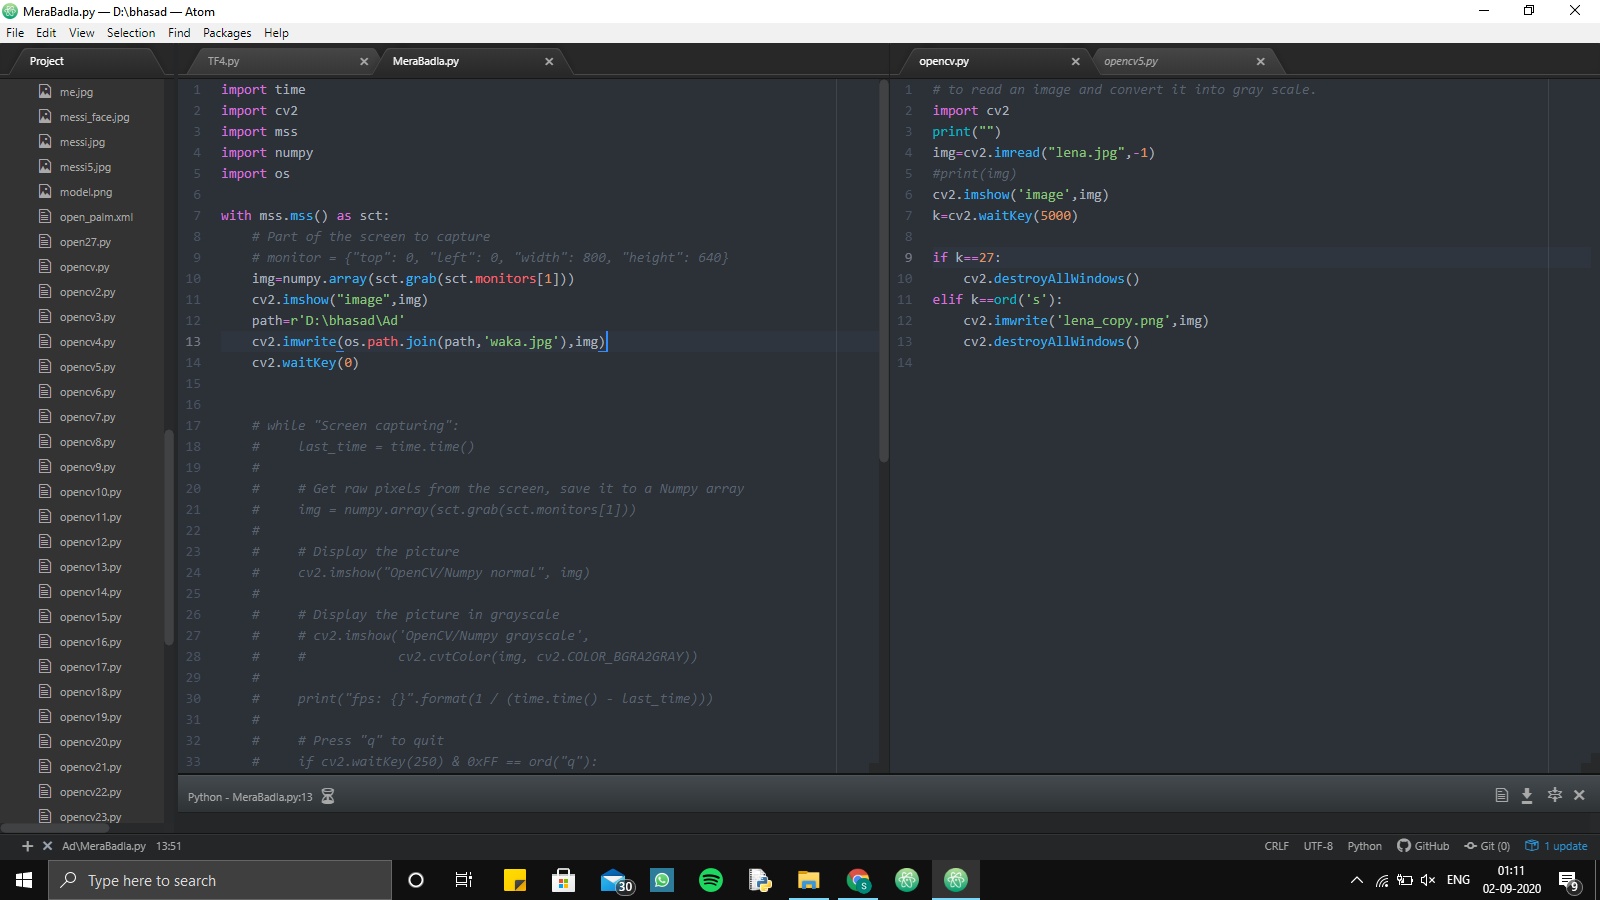 MeraBadla.py — D:\bhasad — Atom
File Edit View Selection Find Packages Help
Project
me.jpg
messi_face.jpg
messi.jpg
messi5.jpg
model.png
open_palm.xml
open27.py
opencv.py
opencv2.py
opencv3.py
opencv4.py
opencv5.py
opencv6.py
opencv7.py
opencv8.py
opencv9.py
opencv10.py
opencv11.py
opencv12.py
opencv13.py
opencv14.py
opencv15.py
opencv16.py
opencv17.py
opencv18.py
opencv19.py
opencv20.py
opencv21.py
opencv22.py
opencv23.py
TF4.py MeraBadla.py
1 import time
2 import cv2
3 import mss
4 import numpy
5 import os
6
7 with mss.mss() as sct:
8     # Part of the screen to capture
9     # monitor = {"top": 0, "left": 0, "width": 800, "height": 640}
10     img=numpy.array(sct.grab(sct.monitors[1]))
11     cv2.imshow("image",img)
12     path=r'D:\bhasad\Ad'
13     cv2.imwrite(os.path.join(path,'waka.jpg'),img)
14     cv2.waitKey(0)
15
16
17     # while "Screen capturing":
18     #     last_time = time.time()
19     #
20     #     # Get raw pixels from the screen, save it to a Numpy array
21     #     img = numpy.array(sct.grab(sct.monitors[1]))
22     #
23     #     # Display the picture
24     #     cv2.imshow("OpenCV/Numpy normal", img)
25     #
26     #     # Display the picture in grayscale
27     #     # cv2.imshow('OpenCV/Numpy grayscale',
28     #     #            cv2.cvtColor(img, cv2.COLOR_BGRA2GRAY))
29     #
30     #     print("fps: {}".format(1 / (time.time() - last_time)))
31     #
32     #     # Press "q" to quit
33     #     if cv2.waitKey(250) & 0xFF == ord("q"):
opencv.py opencv5.py
1 # to read an image and convert it into gray scale.
2 import cv2
3 print("")
4 img=cv2.imread("lena.jpg",-1)
5 #print(img)
6 cv2.imshow('image',img)
7 k=cv2.waitKey(5000)
8
9 if k==27:
10     cv2.destroyAllWindows()
11 elif k==ord('s'):
12     cv2.imwrite('lena_copy.png',img)
13     cv2.destroyAllWindows()
14
Python - MeraBadla.py:13
Ad\MeraBadla.py 13:51
CRLF UTF-8 Python GitHub Git (0) 1 update
Type here to search
30
S
ENG
01:11
02-09-2020
9